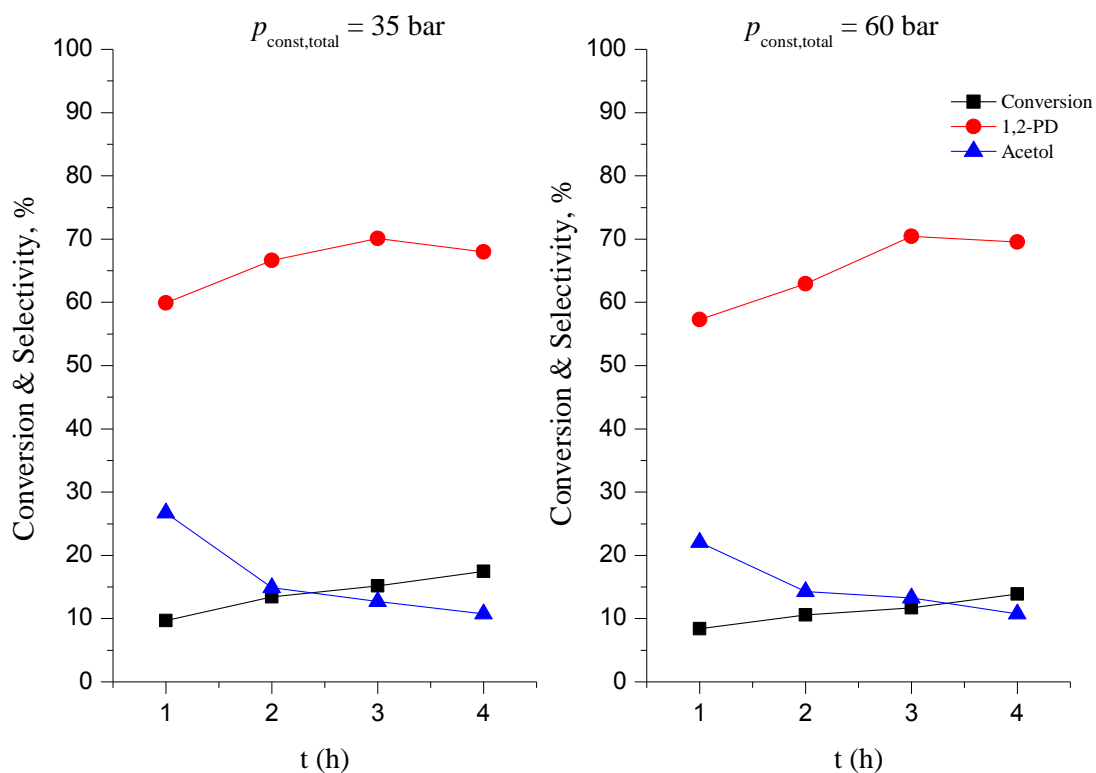 p const,total = 35 bar
100
90
80
70
60
50
40
30
20
10
0
Conversion & Selectivity, %
1 2 3 4
t (h)
p const,total = 60 bar
100
90
80
70
60
50
40
30
20
10
0
Conversion & Selectivity, %
1 2 3 4
t (h)
Conversion
1,2-PD
Acetol